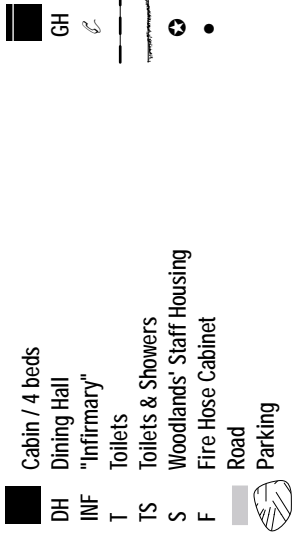 Cabin / 4 beds
DH Dining Hall
INF "Infirmary"
T Toilets
TS Toilets & Showers
S Woodlands' Staff Housing
F Fire Hose Cabinet
Road
Parking
GH